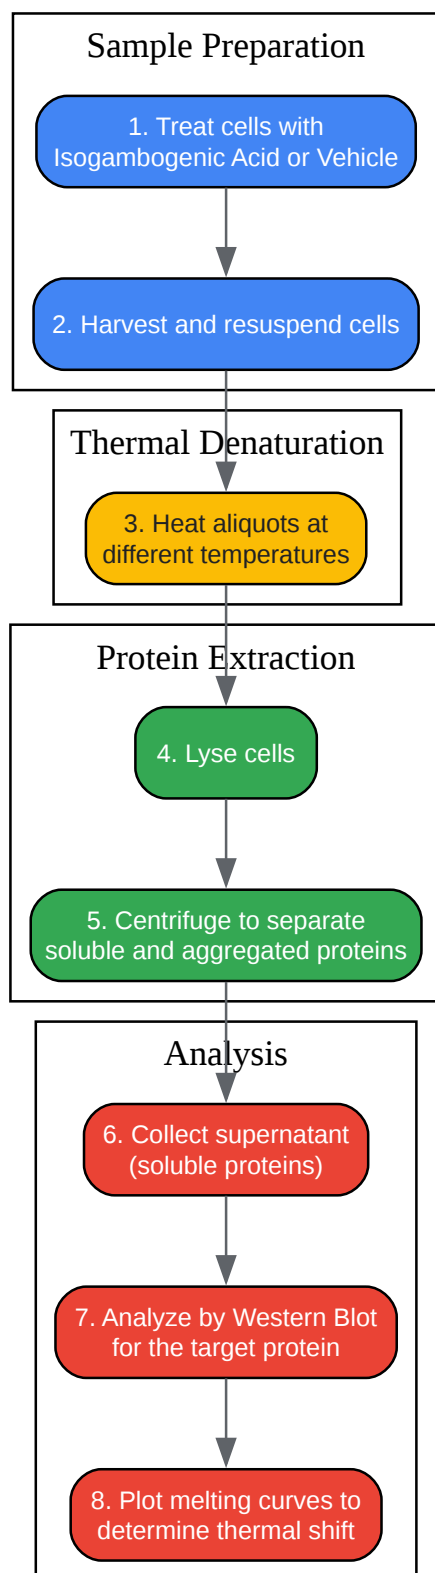 Sample Preparation
1. Treat cells with
Isogambogenic Acid or Vehicle
2. Harvest and resuspend cells
Thermal Denaturation
3. Heat aliquots at
different temperatures
Protein Extraction
4. Lyse cells
5. Centrifuge to separate
soluble and aggregated proteins
Analysis
6. Collect supernatant
(soluble proteins)
7. Analyze by Western Blot
for the target protein
8. Plot melting curves to
determine thermal shift